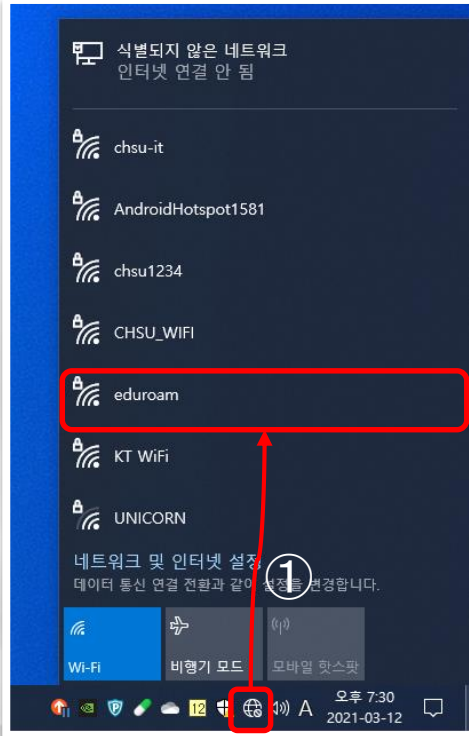 식별되지 않은 네트워크
인터넷 연결 안 됨
chsu-it
AndroidHotspot1581
chsu1234
CHSU_WIFI
eduroam
KT WiFi
UNICORN
네트워크 및 인터넷 설정
데이터 통신 연결 전환과 같이 설정을 변경합니다.
①
Wi-Fi
비행기 모드
모바일 핫스팟
12
A
오후 7:30
2021-03-12